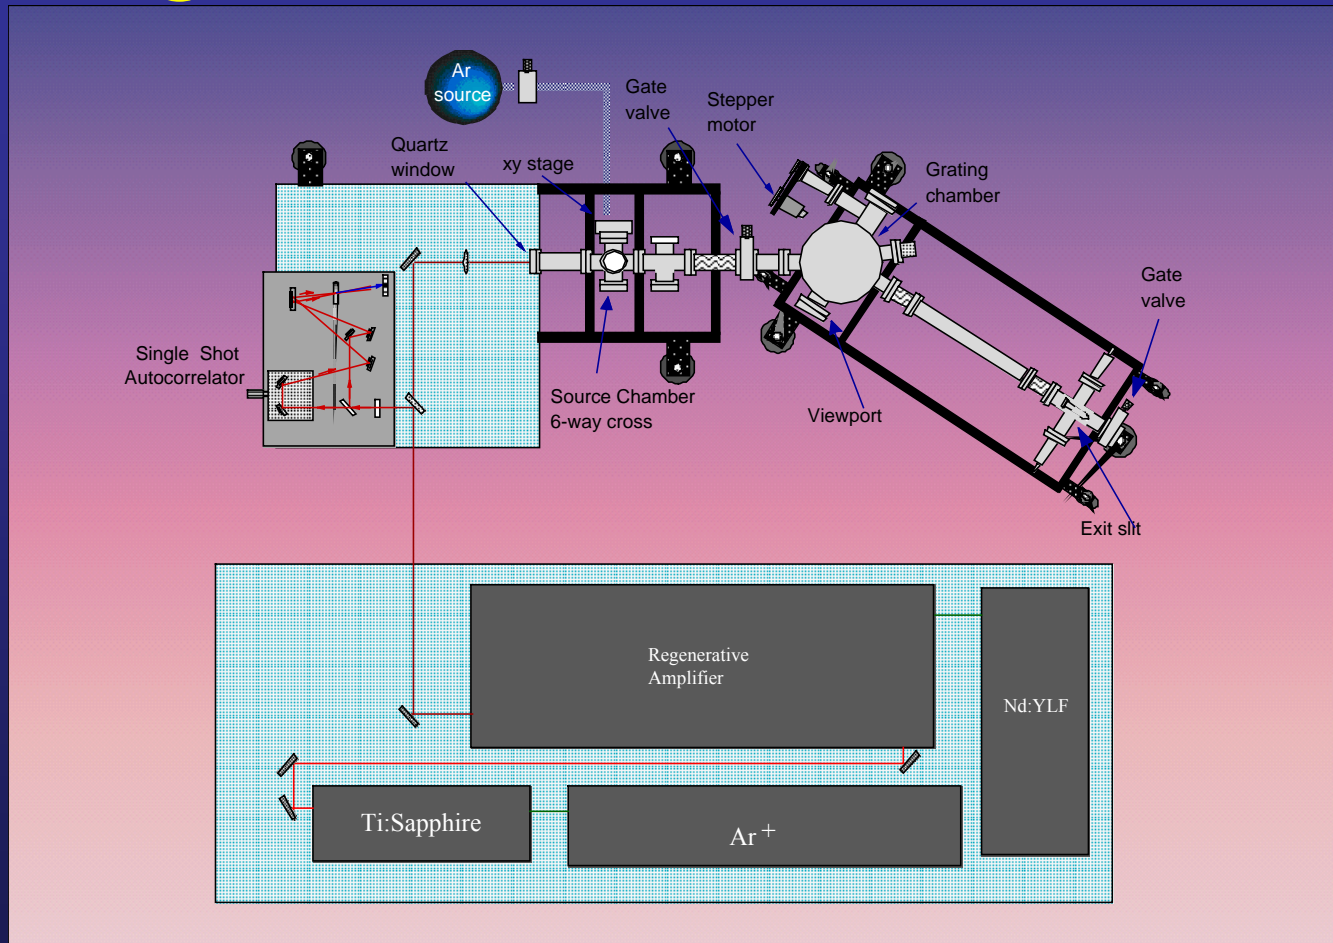 Ar
source
Gate
valve
Stepper
motor
Quartz
window
xy stage
Grating
chamber
Gate
valve
Single Shot
Autocorrelator
Source Chamber
6-way cross
Viewport
Exit slit
Regenerative
Amplifier
Nd:YLF
Ti:Sapphire
Ar +